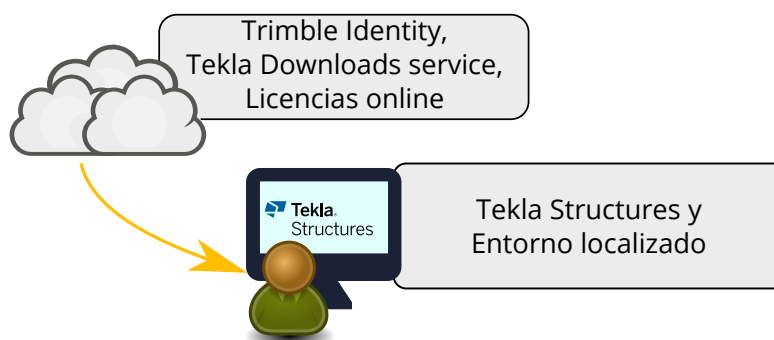 Trimble Identity,
Tekla Downloads service,
Licencias online
Tekla.
Structures
Tekla Structures y
Entorno localizado